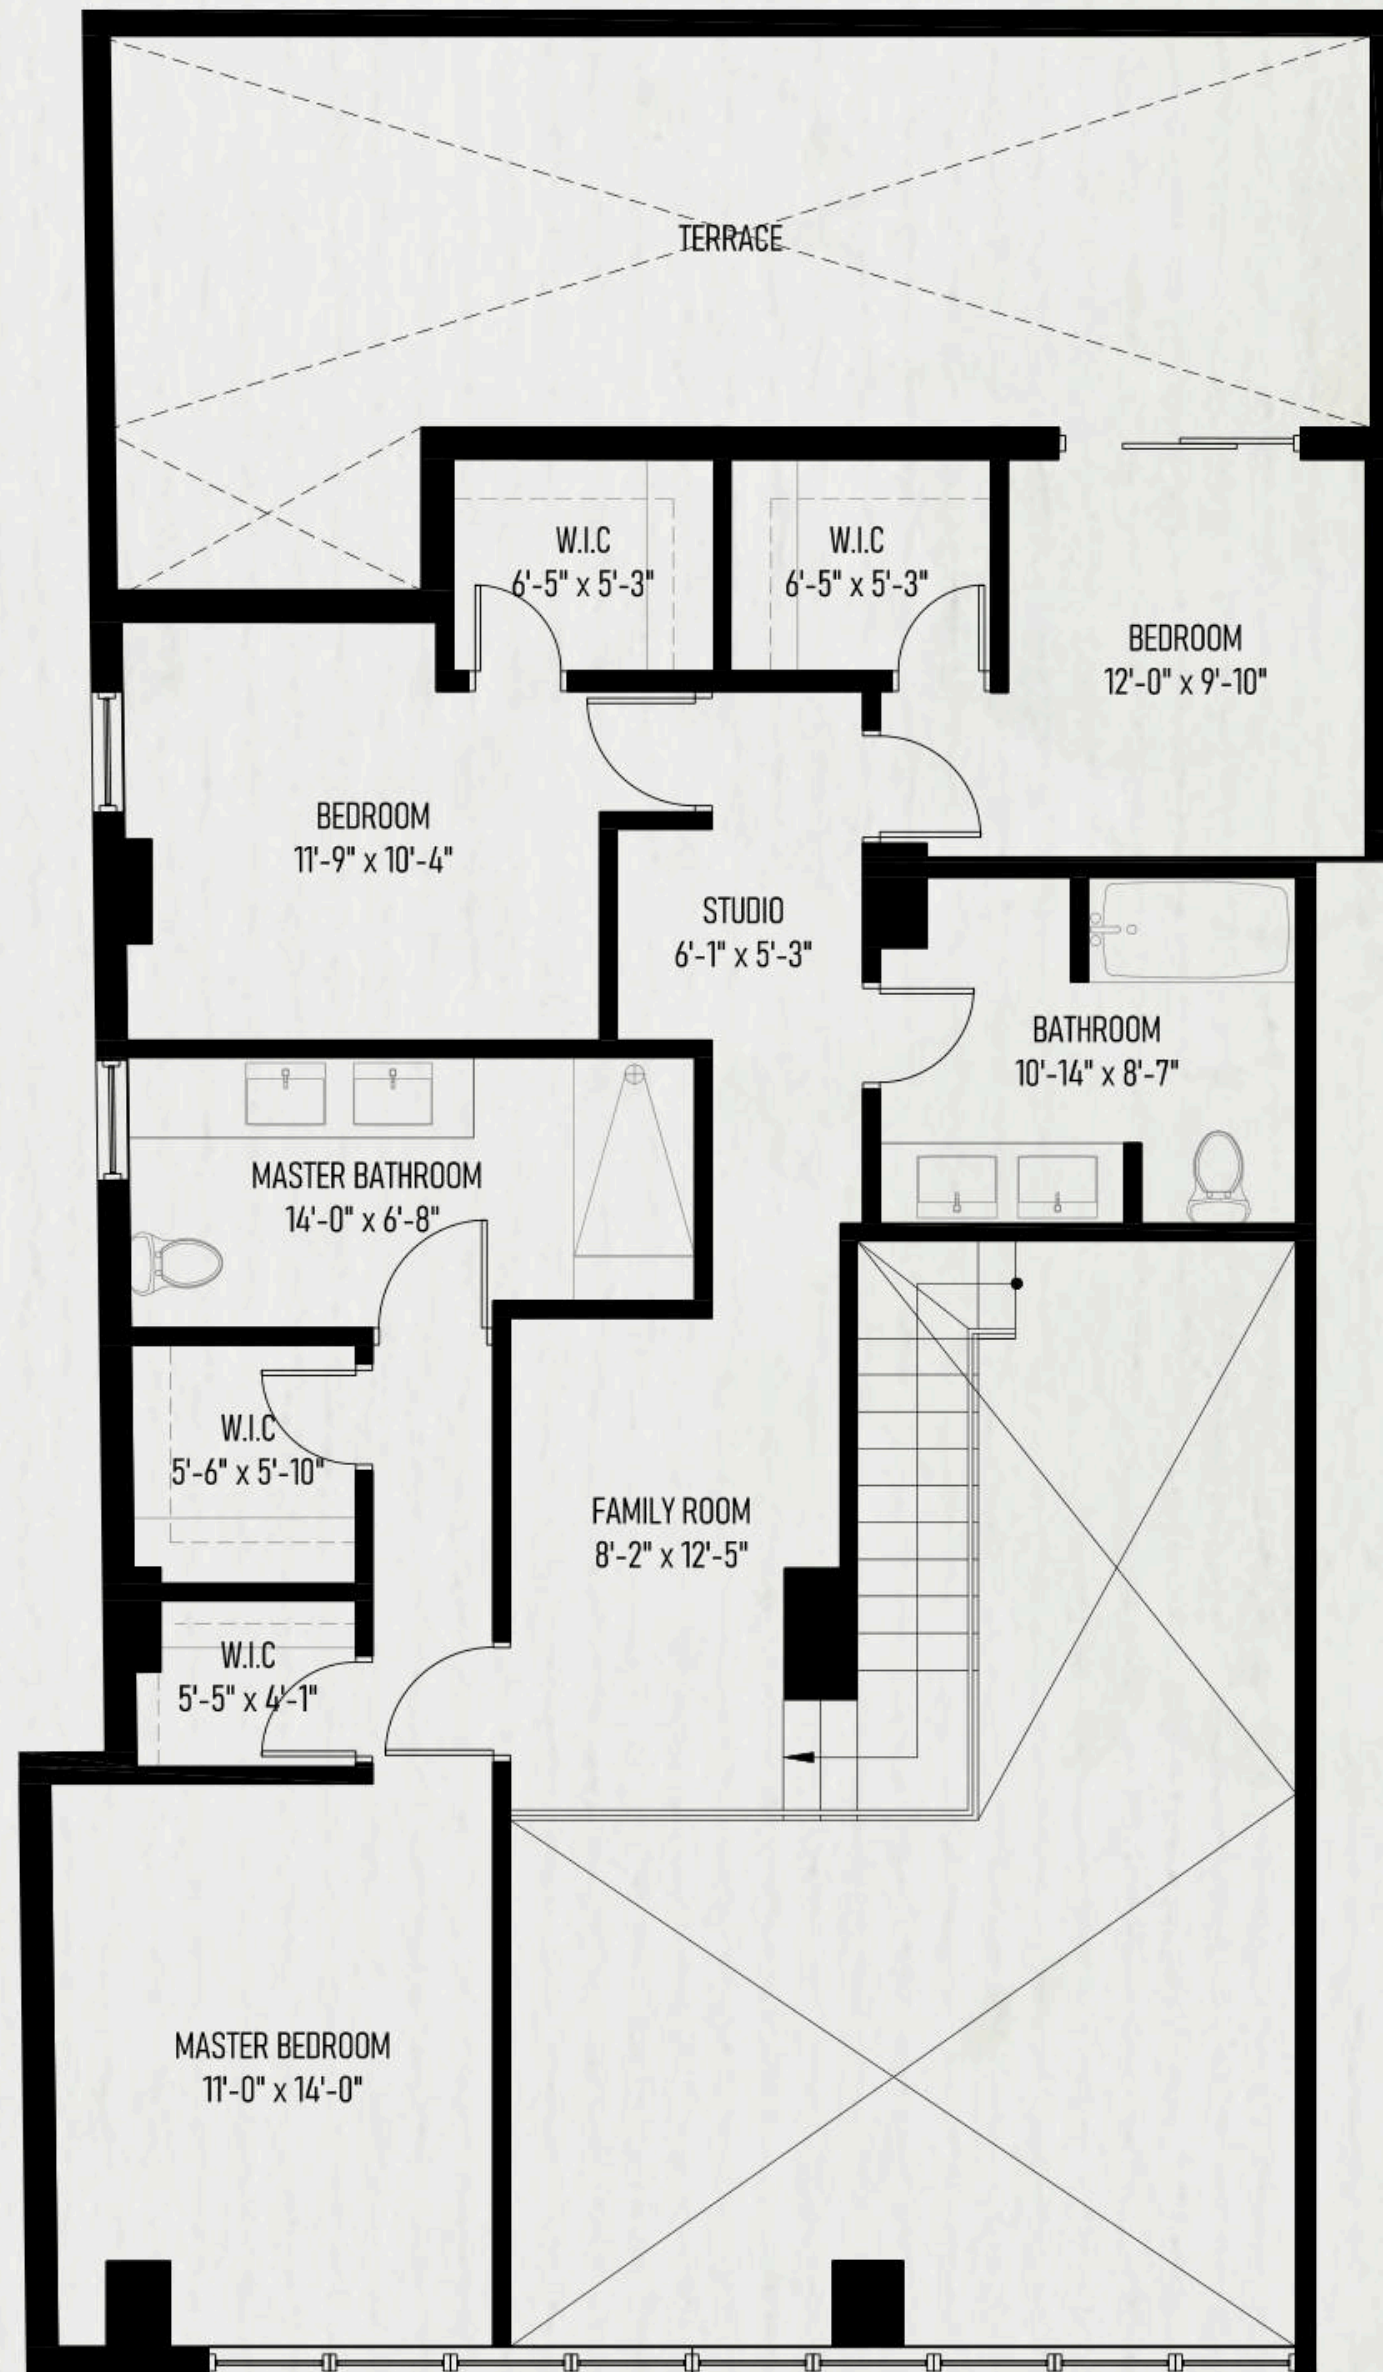 TERRACE
W.I.C
6'-5" x 5'-3"
W.I.C
6'-5" x 5'-3"
BEDROOM
12'-0" x 9'-10"
BEDROOM
11'-9" x 10'-4"
STUDIO
6'-1" x 5'-3"
BATHROOM
10'-14" x 8'-7"
MASTER BATHROOM
14'-0" x 6'-8"
W.I.C
5'-6" x 5'-10"
FAMILY ROOM
8'-2" x 12'-5"
W.I.C
5'-5" x 4'-1"
MASTER BEDROOM
11'-0" x 14'-0"